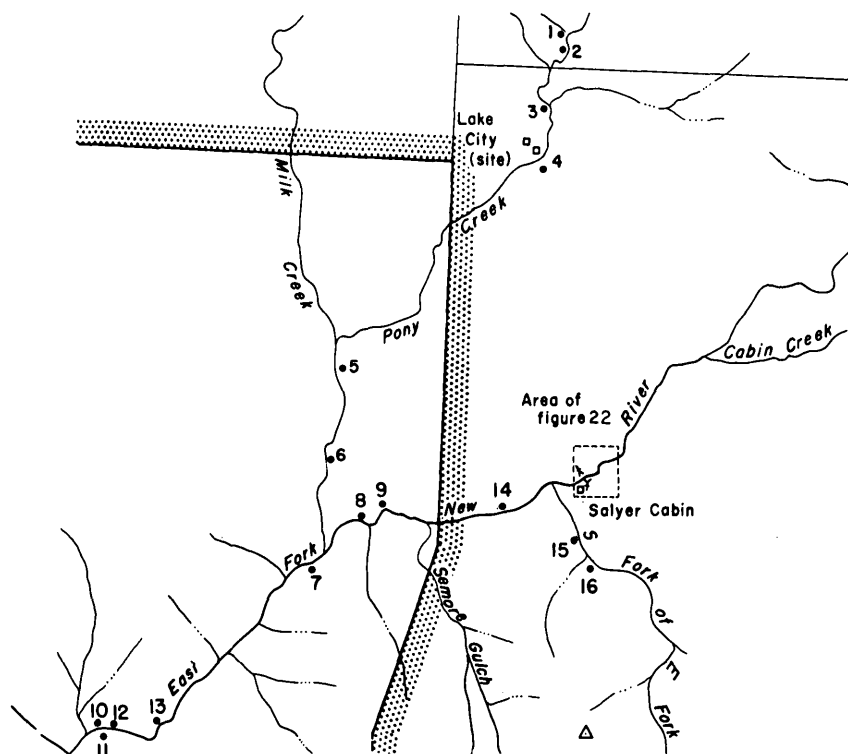 1
2
3
Lake
City
(site)
4
Milk
Creek
Creek
Pony
5
Cabin Creek
River
Area of
figure 22
6
9
8
14
New
Salyer Cabin
Fork
7
15
S
Fork
of
E
Fork
16
Semore
Gulch
East
10
12
13
11